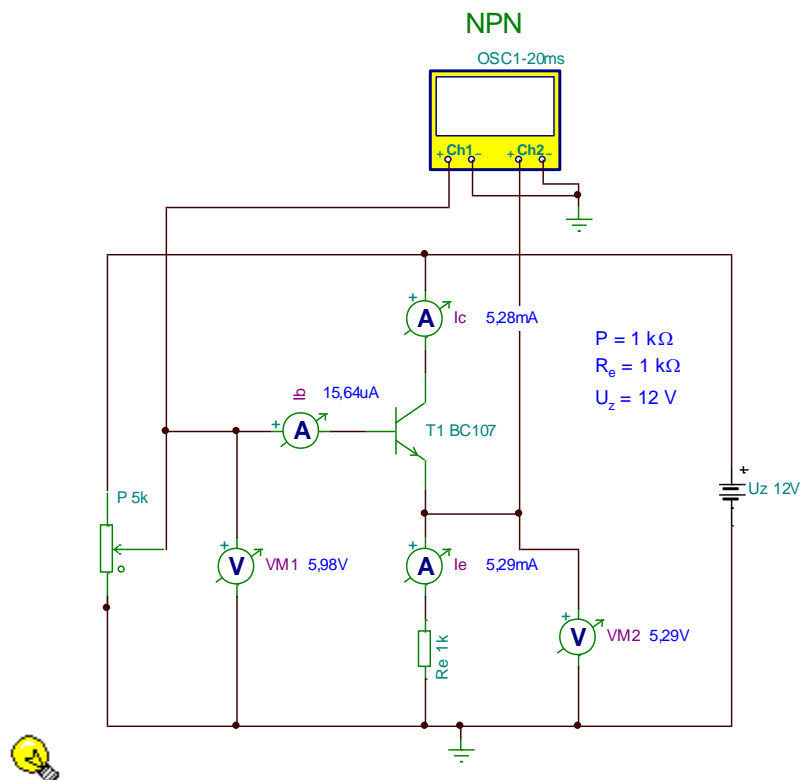 NPN
OSC1-20ms
+ Ch1 - + Ch2 -
+
A Ic 5,28mA
P = 1 kΩ
Re = 1 kΩ
Uz = 12 V
Ib 15,64uA
+ A
T1 BC107
+
Uz 12V
P 5k
+
V VM1 5,98V
+
A Ie 5,29mA
+
V VM2 5,29V
Re 1k